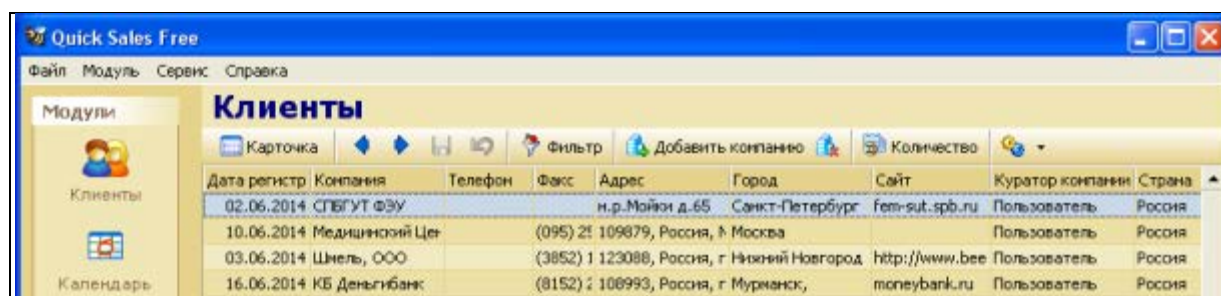 Quick Sales Free
Файл Модуль Сервис Справка
Модули
Клиенты
Карточка Фильтр Добавить компанию Количество
Клиенты
Дата регистр Компания Телефон Факс Адрес Город Сайт Куратор компании Страна
02.06.2014 СПБГУТ ФЭУ н.р.Мойки д.65 Санкт-Петербург fem-sut.spb.ru Пользователь Россия
10.06.2014 Медицинский Цен (095) 109879, Россия, Москва Пользователь Россия
03.06.2014 Шмель, ООО (3852) 1 123088, Россия, г Нижний Новгород http://www.bee Пользователь Россия
16.06.2014 КБ Деньгибанк (8152) 108993, Россия, г Мурманск, moneybank.ru Пользователь Россия
Календарь